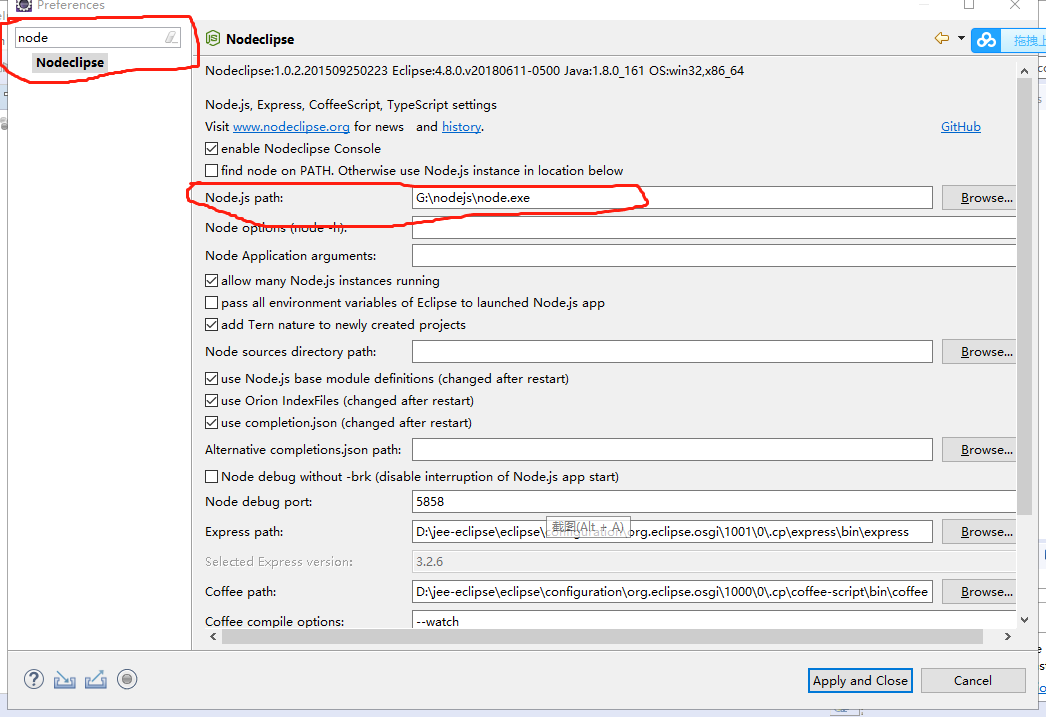 Preferences
node
Nodeclipse
Nodeclipse
拖拽上
Nodeclipse:1.0.2.201509250223 Eclipse:4.8.0.v20180611-0500 Java:1.8.0_161 OS:win32,x86_64
Node.js, Express, CoffeeScript, TypeScript settings
Visit www.nodeclipse.org for news and history.
GitHub
enable Nodeclipse Console
find node on PATH. Otherwise use Node.js instance in location below
Node.js path: G:\nodejs\node.exe Browse...
Node options (node -h):
Node Application arguments:
allow many Node.js instances running
pass all environment variables of Eclipse to launched Node.js app
add Tern nature to newly created projects
Node sources directory path: Browse...
use Node.js base module definitions (changed after restart)
use Orion IndexFiles (changed after restart)
use completion.json (changed after restart)
Alternative completions.json path: Browse...
Node debug without -brk (disable interruption of Node.js app start)
Node debug port: 5858
截图(Alt + A)
Express path: D:\jee-eclipse\eclipse\configuration\org.eclipse.osgi\1001\0\.cp\express\bin\express Browse...
Selected Express version: 3.2.6
Coffee path: D:\jee-eclipse\eclipse\configuration\org.eclipse.osgi\1000\0\.cp\coffee-script\bin\coffee Browse...
Coffee compile options: --watch
Apply and Close Cancel